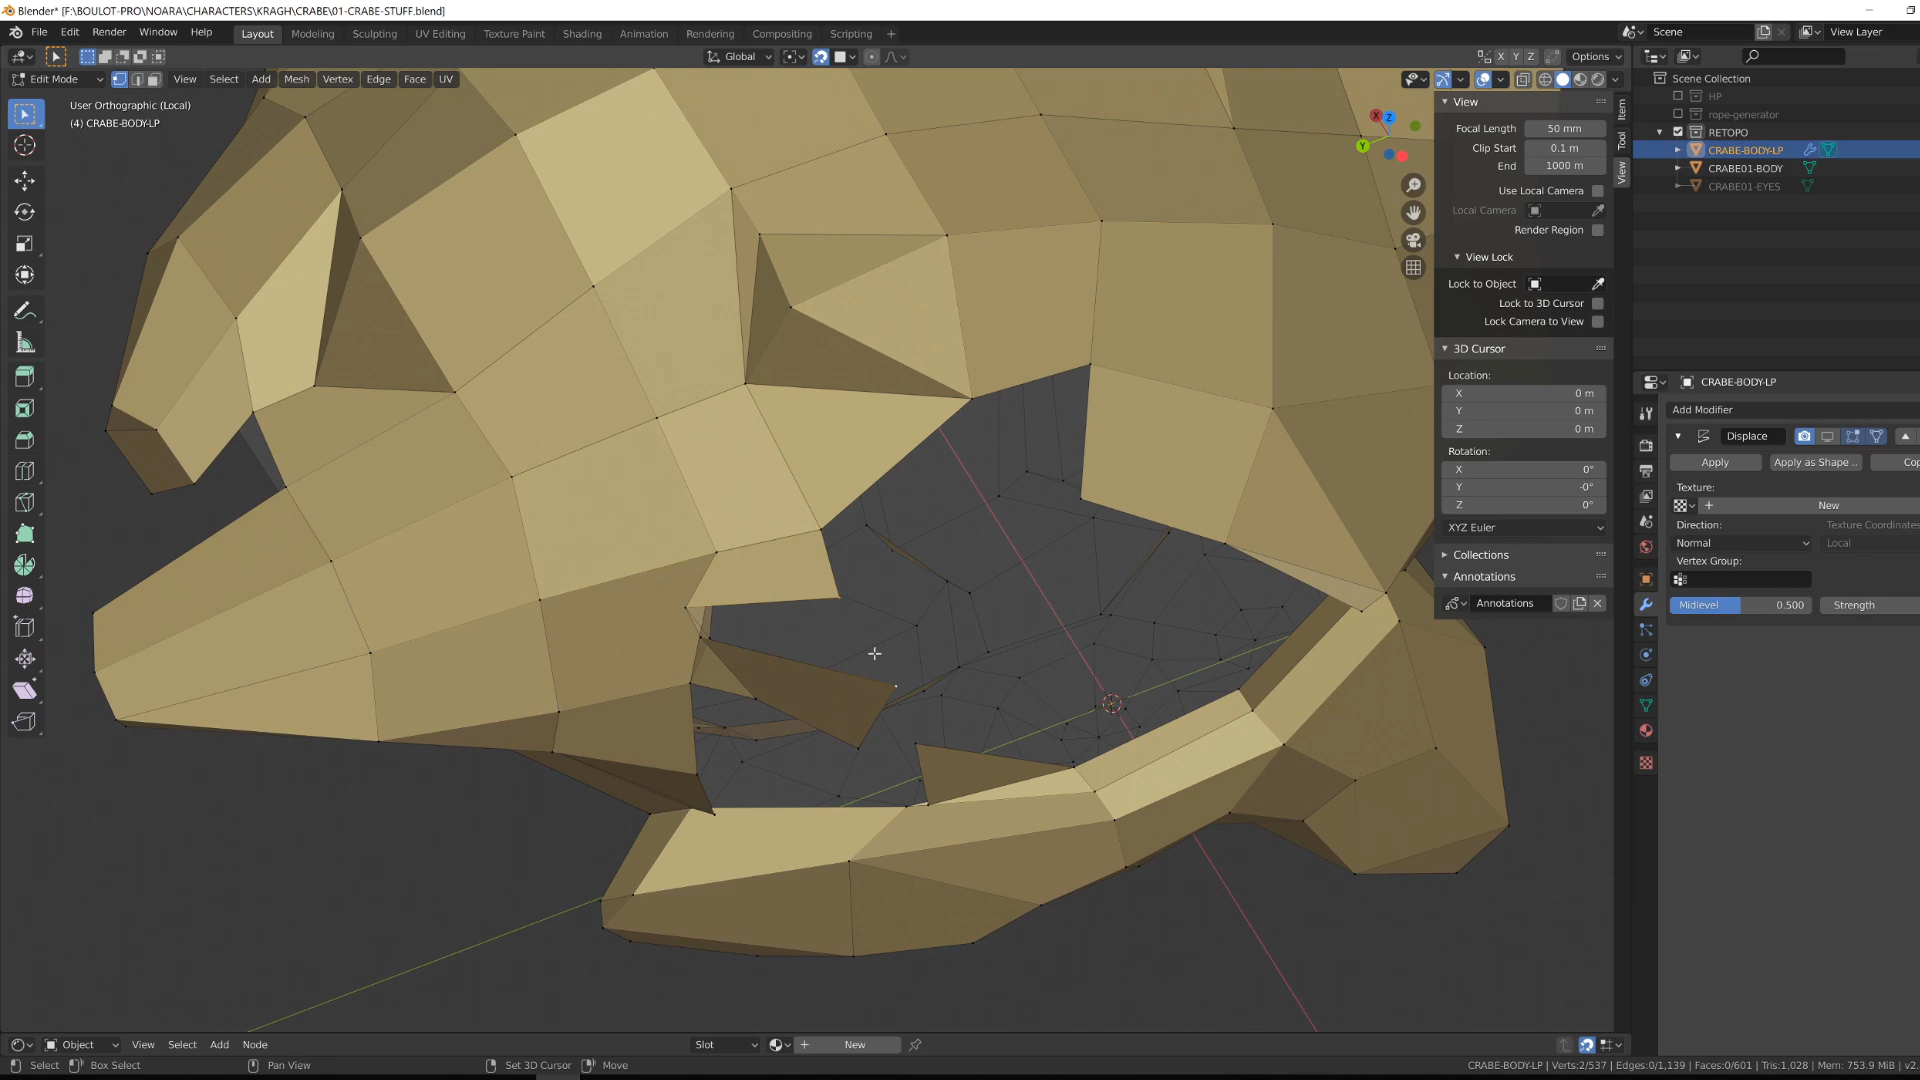 Blender* [F:\BOULOT-PRO\NOARA\CHARACTERS\KRAGH\CRABE\01-CRABE-STUFF.blend]
File Edit Render Window Help Layout Modeling Sculpting UV Editing Texture Paint Shading Animation Rendering Compositing Scripting + Scene View Layer
Global X Y Z Options
Edit Mode View Select Add Mesh Vertex Edge Face UV
User Orthographic (Local)
(4) CRABE-BODY-LP
X Z Y
View
Focal Length 50 mm
Clip Start 0.1 m
End 1000 m
Use Local Camera
Local Camera
Render Region
View Lock
Lock to Object
Lock to 3D Cursor
Lock Camera to View
3D Cursor
Location:
X 0 m
Y 0 m
Z 0 m
Rotation:
X 0°
Y -0°
Z 0°
XYZ Euler
Collections
Annotations
Annotations
Item
Tool
View
Scene Collection
HP
rope-generator
RETOPO
CRABE-BODY-LP
CRABE01-BODY
CRABE01-EYES
CRABE-BODY-LP
Add Modifier
Displace
Apply Apply as Shape .. Cop
Texture:
+ New
Direction: Texture Coordinates
Normal Local
Vertex Group:
Midlevel 0.500 Strength
Object View Select Add Node Slot + New
Select Box Select Pan View Set 3D Cursor Move CRABE-BODY-LP | Verts:2/537 | Edges:0/1,139 | Faces:0/601 | Tris:1,028 | Mem: 753.9 MiB | v2.